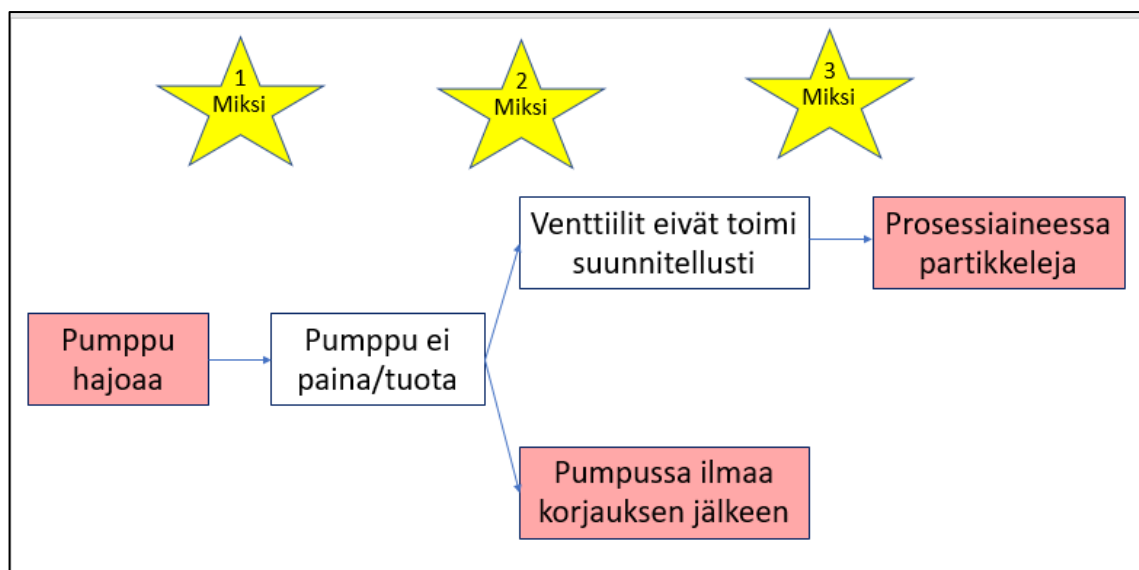 1
Miksi
2
Miksi
3
Miksi
Venttiilit eivät toimi
suunnitellusti
Prosessiaineessa
partikkeleja
Pumppu
hajoaa
Pumppu ei
paina/tuota
Pumpussa ilmaa
korjauksen jälkeen